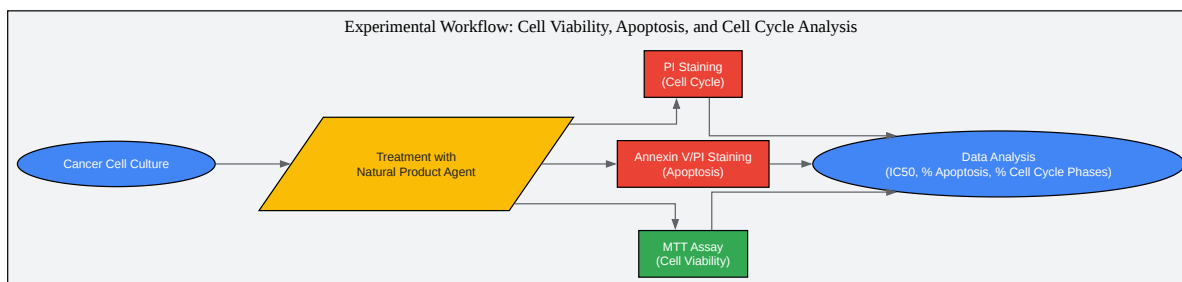 Experimental Workflow: Cell Viability, Apoptosis, and Cell Cycle Analysis
Cancer Cell Culture
Treatment with
Natural Product Agent
PI Staining
(Cell Cycle)
Annexin V/PI Staining
(Apoptosis)
MTT Assay
(Cell Viability)
Data Analysis
(IC50, % Apoptosis, % Cell Cycle Phases)